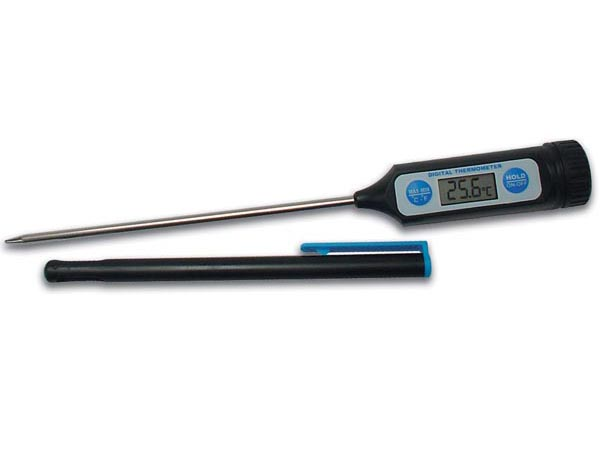 DIGITAL THERMOMETER
MAX/MIN
°C/°F
25.6°C
HOLD
ON/OFF